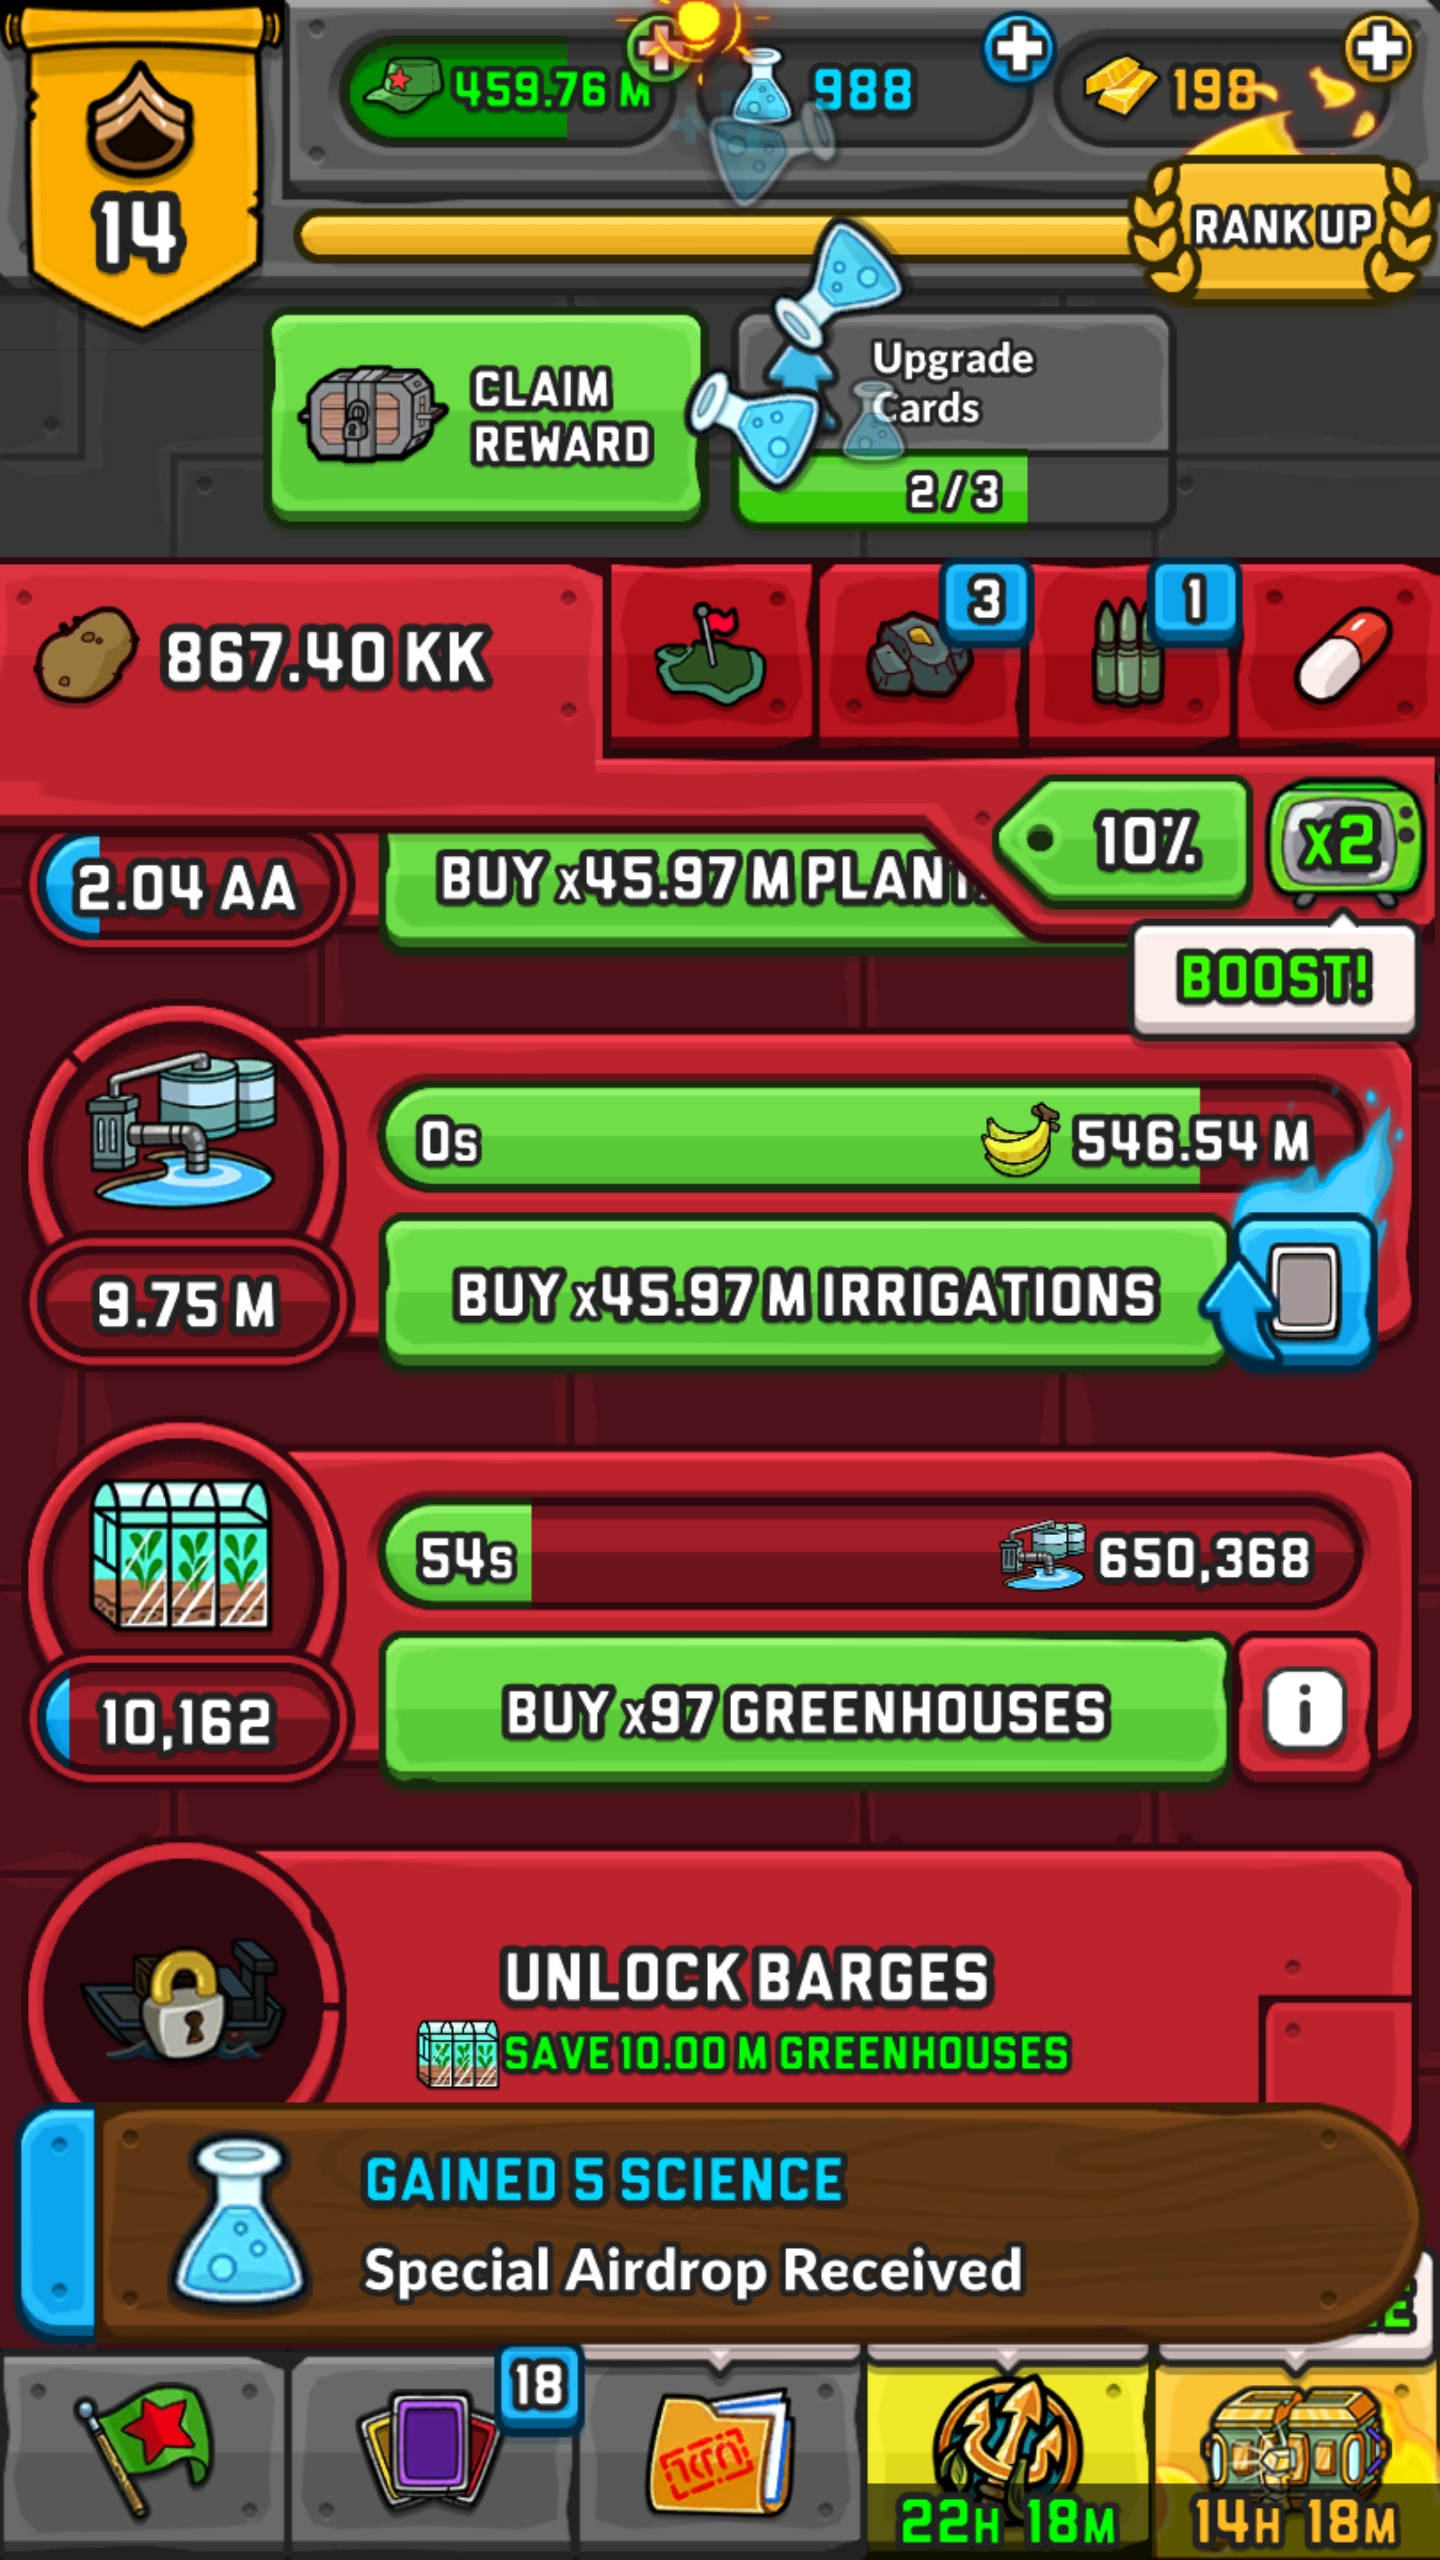 14
459.76 M
988
198
RANK UP
CLAIM
REWARD
Upgrade
Cards
2/3
867.40 KK
3
1
10%
x2
2.04 AA
BUY x45.97 M
BOOST!
0s
546.54 M
9.75 M
BUY x45.97 M IRRIGATIONS
54s
650,368
10,162
BUY x97 GREENHOUSES
i
UNLOCK BARGES
SAVE 10.00 M GREENHOUSES
GAINED 5 SCIENCE
Special Airdrop Received
18
22H 18M
14H 18M